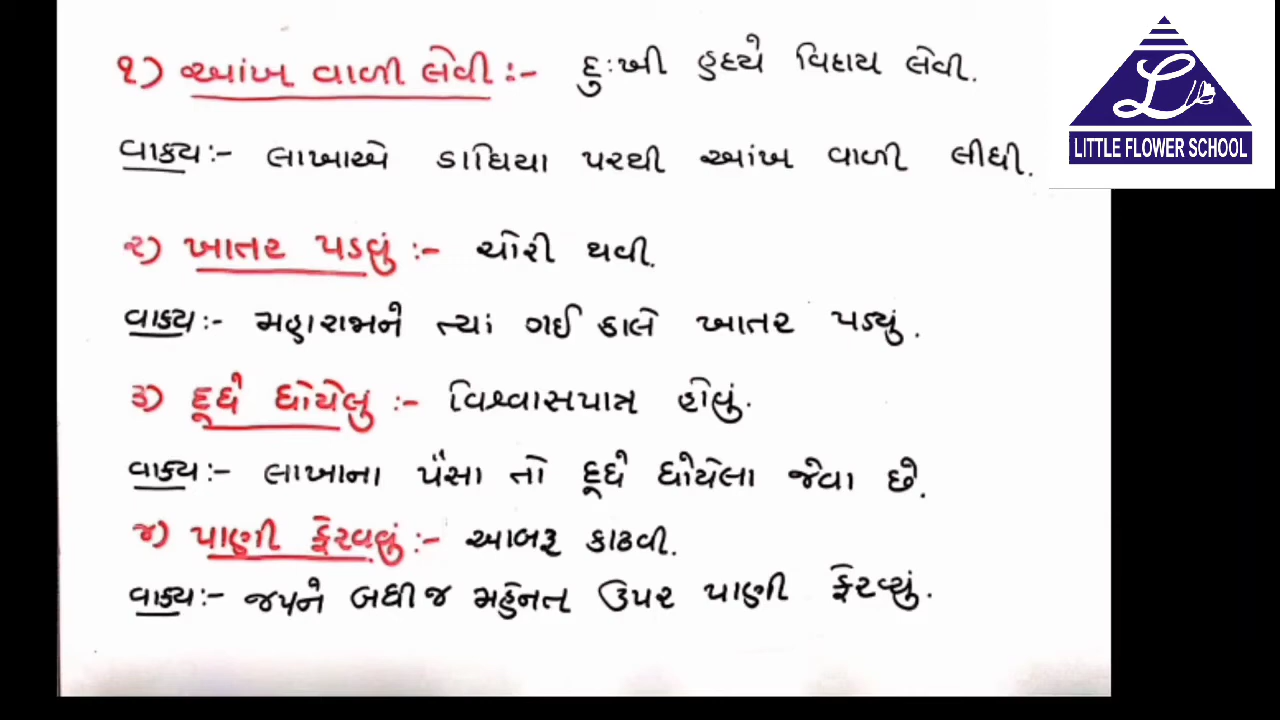 ૧) આંખ વાળી લેવી :- દુઃખી હૃદયે વિદાય લેવી.
LITTLE FLOWER SCHOOL
વાક્ય :- લાખાએ ડાઘિયા પરથી આંખ વાળી લીધી.
૨) ખાતર પડવું :- ચોરી થવી.
વાક્ય :- મહારાજને ત્યાં ગઈ કાલે ખાતર પડ્યું.
૩) દૂધે ધોયેલુ :- વિશ્વાસપાત્ર હોવું.
વાક્ય :- લાખાના પૈસા તો દૂધે ધોયેલા જેવા છે.
૪) પાણી ફેરવવું :- આબરૂ કાઢવી.
વાક્ય :- જયને બધી જ મહેનત ઉપર પાણી ફેરવ્યું.